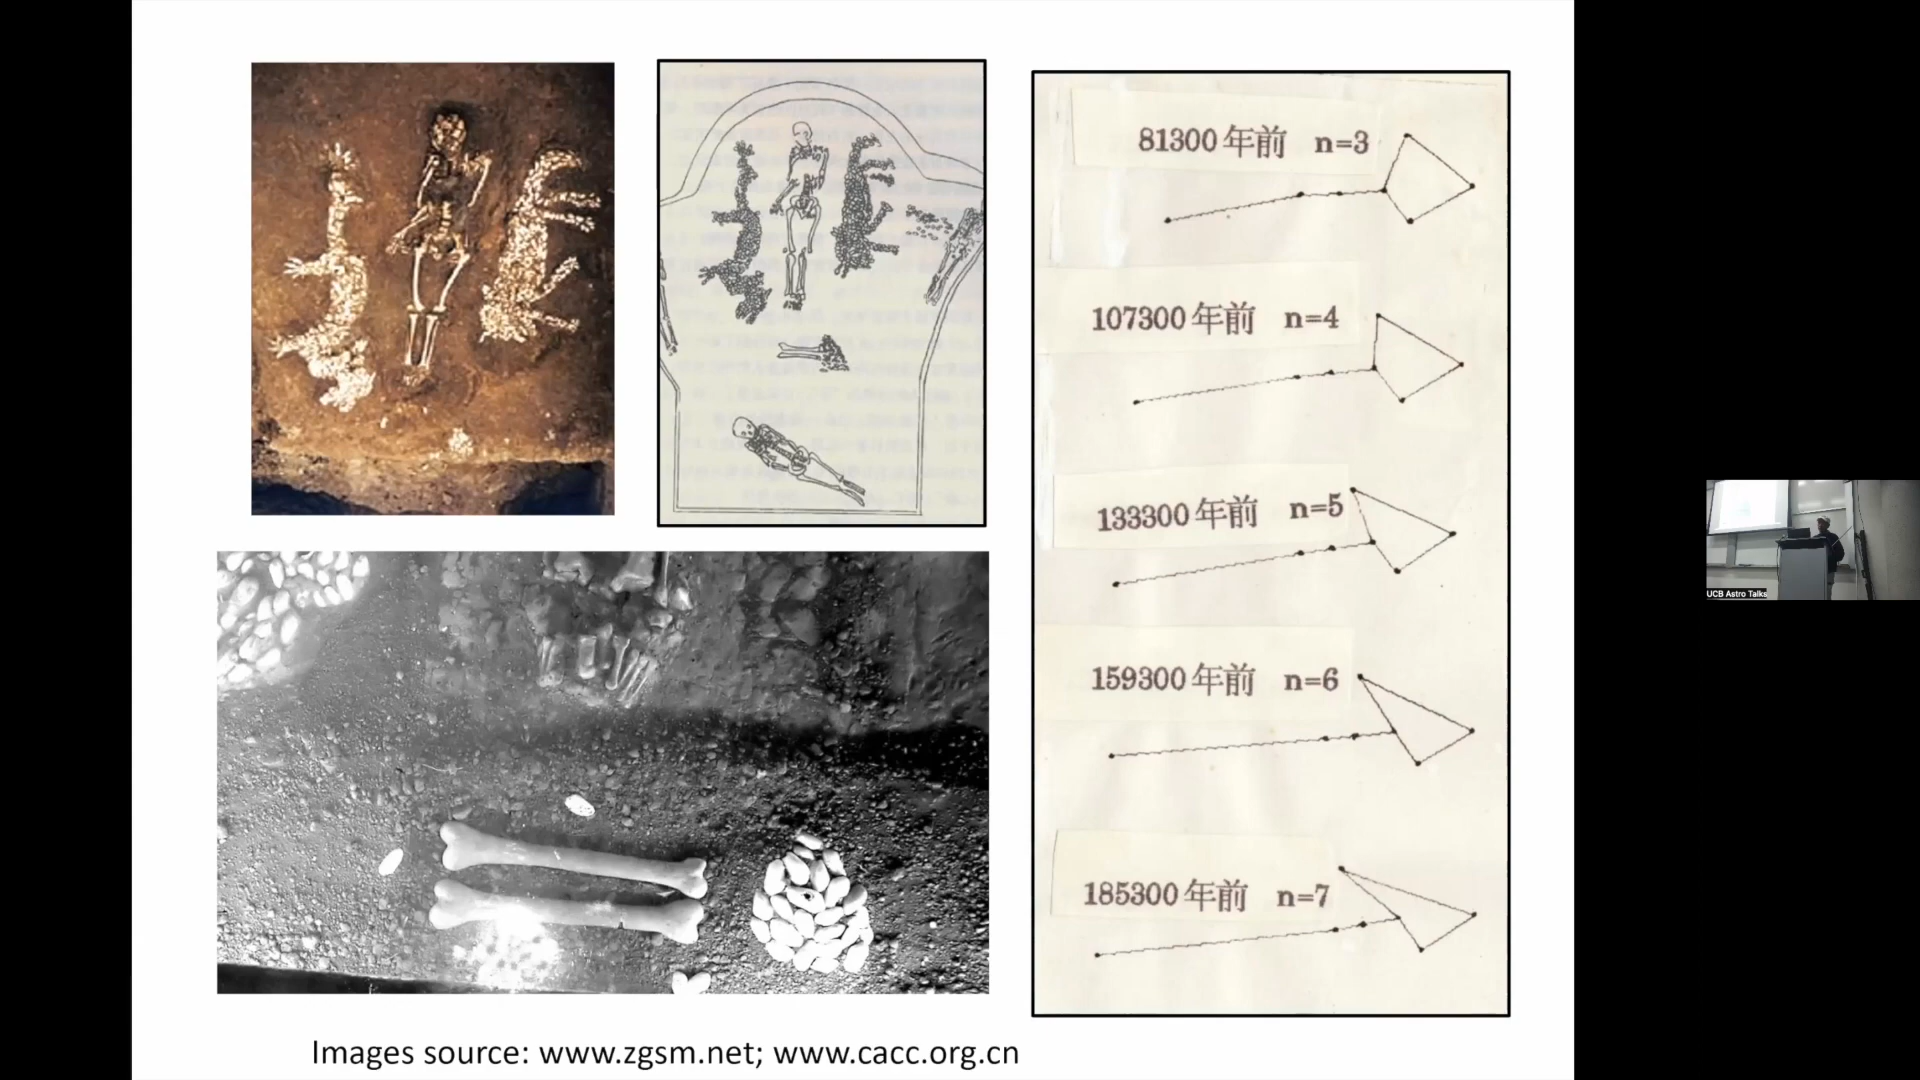 81300年前 n=3
107300年前 n=4
133300年前 n=5
159300年前 n=6
185300年前 n=7
Images source: www.zgsm.net; www.cacc.org.cn
UCB Astro Talks